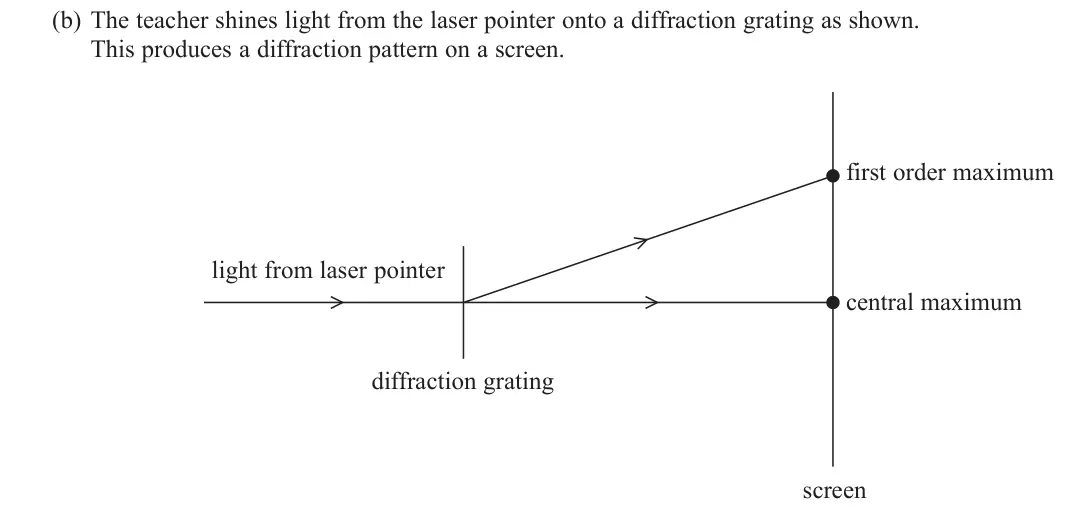 (b) The teacher shines light from the laser pointer onto a diffraction grating as shown.
This produces a diffraction pattern on a screen.
first order maximum
light from laser pointer
central maximum
diffraction grating
screen